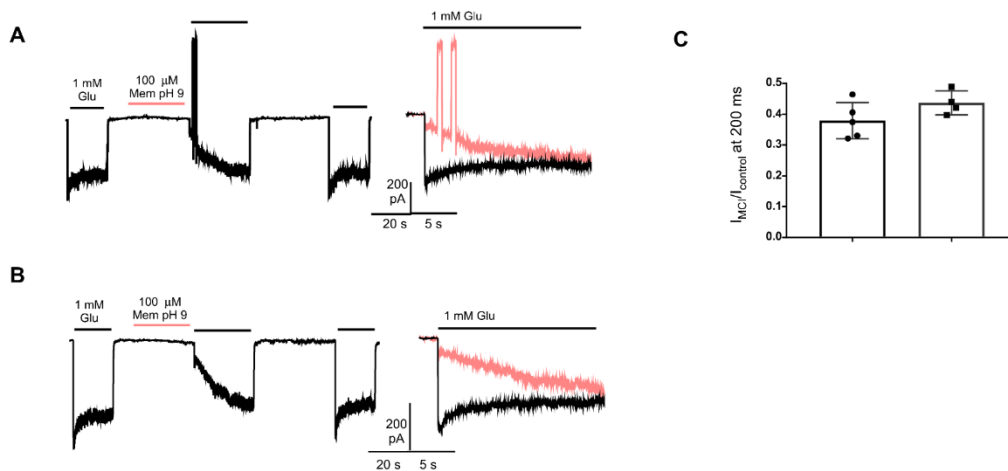 A
1 mM
Glu
100 μM
Mem pH 9
1 mM Glu
200
pA
20 s
5 s
B
1 mM
Glu
100 μM
Mem pH 9
1 mM Glu
200
pA
20 s
5 s
C
I_MCI/I_control at 200 ms
0.5
0.4
0.3
0.2
0.1
0.0